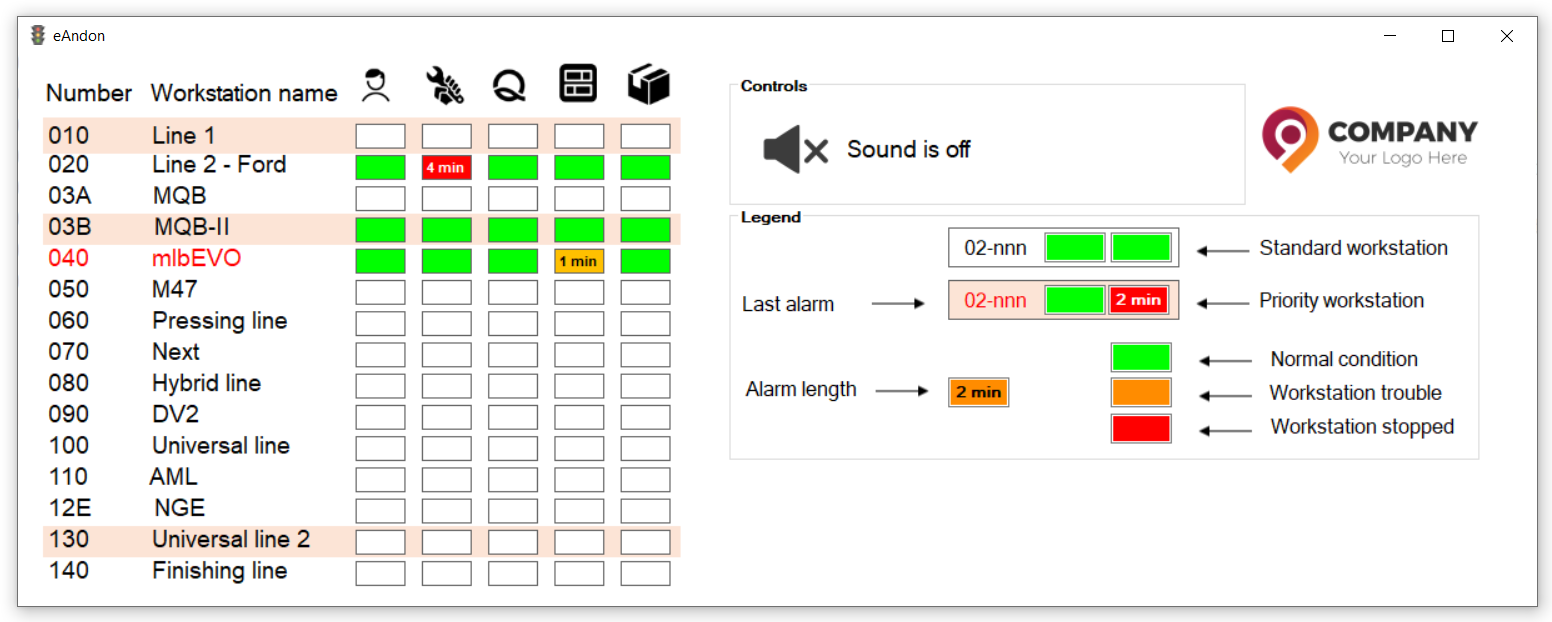 eAndon
Number Workstation name
010 Line 1
020 Line 2 - Ford 4 min
03A MQB
03B MQB-II
040 mlbEVO 1 min
050 M47
060 Pressing line
070 Next
080 Hybrid line
090 DV2
100 Universal line
110 AML
12E NGE
130 Universal line 2
140 Finishing line
Controls
Sound is off
COMPANY
Your Logo Here
Legend
02-nnn Standard workstation
Last alarm 02-nnn 2 min Priority workstation
Normal condition
Alarm length 2 min Workstation trouble
Workstation stopped